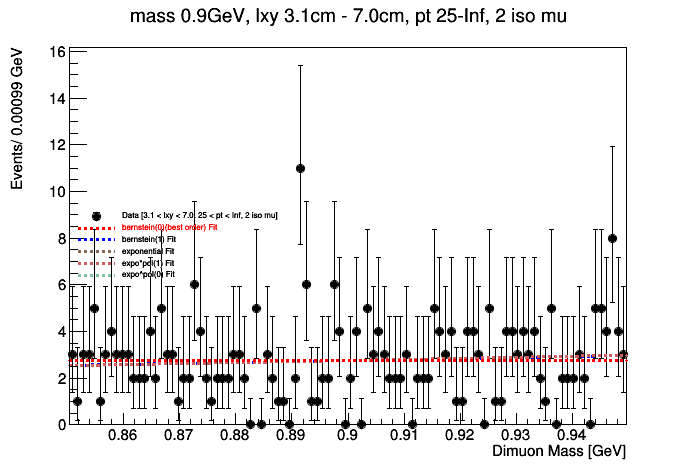 mass 0.9GeV, lxy 3.1cm - 7.0cm, pt 25-Inf, 2 iso mu
Events/ 0.00099 GeV
16
14
12
10
8
6
4
2
0
Data [3.1 < lxy < 7.0, 25 < pt < Inf, 2 iso mu]
bernstein(0)(best order) Fit
bernstein(1) Fit
exponential Fit
expo*pol(1) Fit
expo*pol(0) Fit
0.86 0.87 0.88 0.89 0.9 0.91 0.92 0.93 0.94
Dimuon Mass [GeV]